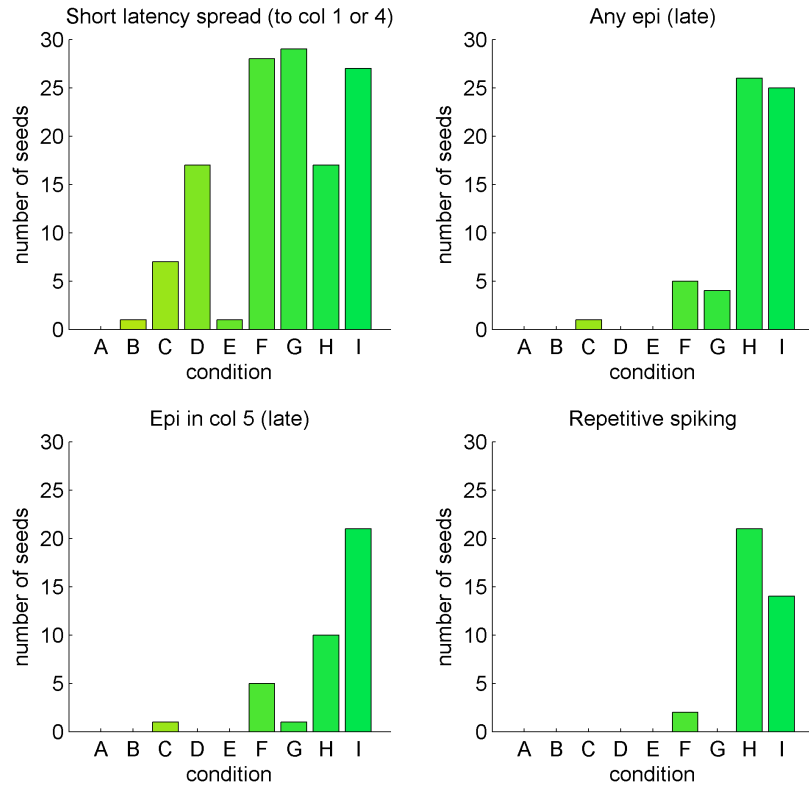 Short latency spread (to col 1 or 4)
30
25
20
15
10
5
0
number of seeds
A B C D E F G H I
condition
Any epi (late)
30
25
20
15
10
5
0
number of seeds
A B C D E F G H I
condition
Epi in col 5 (late)
30
25
20
15
10
5
0
number of seeds
A B C D E F G H I
condition
Repetitive spiking
30
25
20
15
10
5
0
number of seeds
A B C D E F G H I
condition